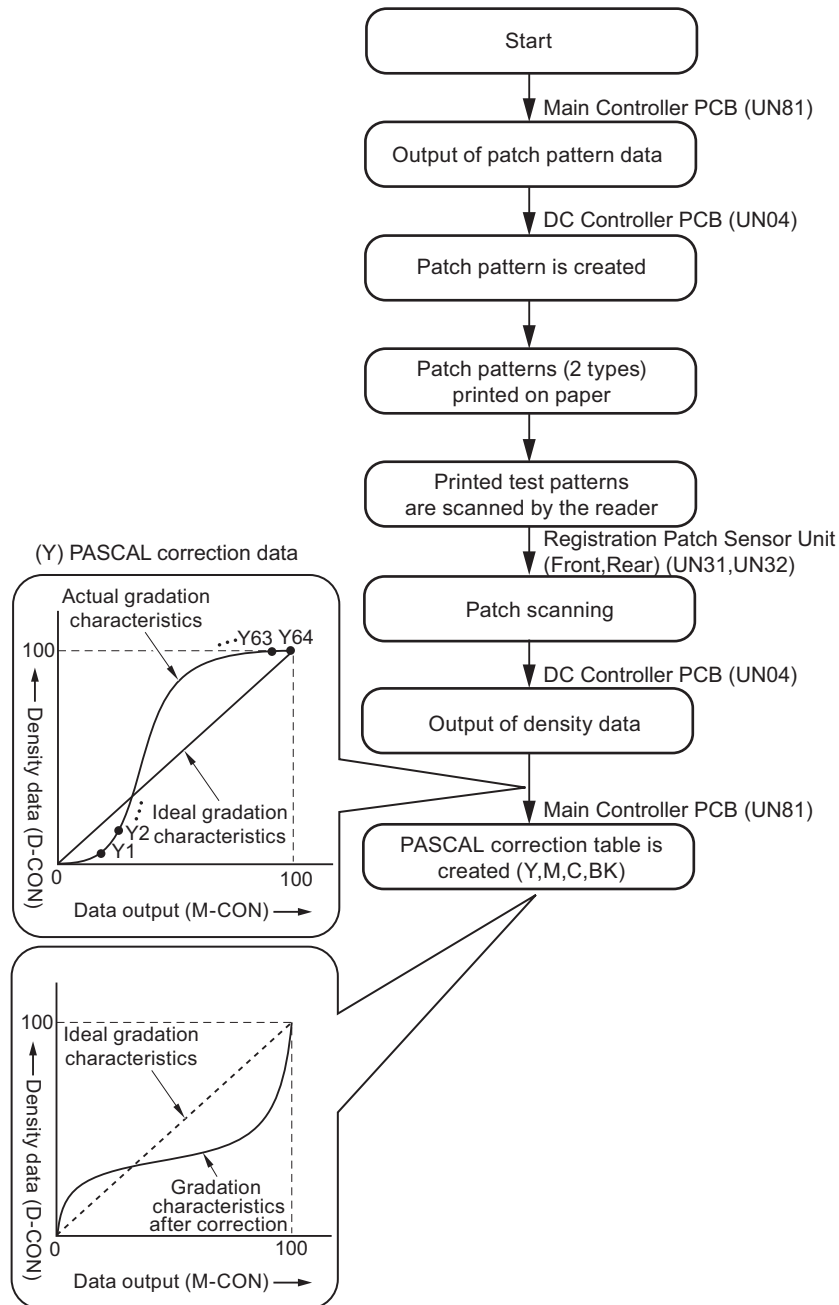 Start
Main Controller PCB (UN81)
Output of patch pattern data
DC Controller PCB (UN04)
Patch pattern is created
Patch patterns (2 types)
printed on paper
Printed test patterns
are scanned by the reader
Registration Patch Sensor Unit
(Front,Rear) (UN31,UN32)
Patch scanning
DC Controller PCB (UN04)
Output of density data
Main Controller PCB (UN81)
PASCAL correction table is
created (Y,M,C,BK)
(Y) PASCAL correction data
Actual gradation
characteristics
Y63 Y64
100
Density data (D-CON)
Ideal gradation
characteristics
Y2
Y1
0
100
Data output (M-CON)
100
Ideal gradation
characteristics
Density data (D-CON)
Gradation
characteristics
after correction
0
100
Data output (M-CON)